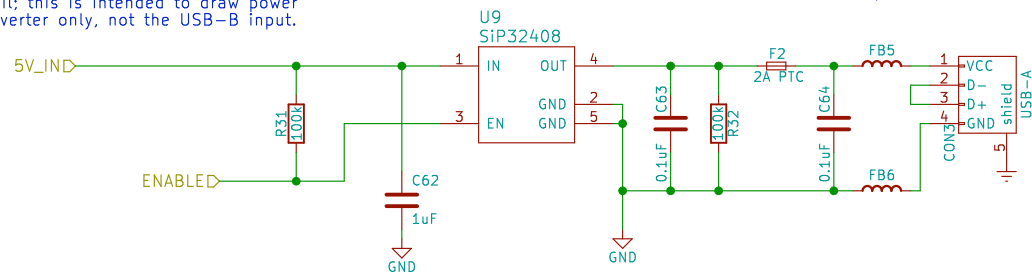 il; this is intended to draw power
verter only, not the USB-B input.
U9
SiP32408
5V_IN
1
IN
OUT
4
F2
2A PTC
FB5
1
VCC
2
D-
3
D+
4
GND
shield
5
USB-A
CON3
GND
2
GND
5
3
EN
R31
100k
C63
0.1uF
100k
R32
C64
0.1uF
ENABLE
C62
1uF
FB6
GND
GND